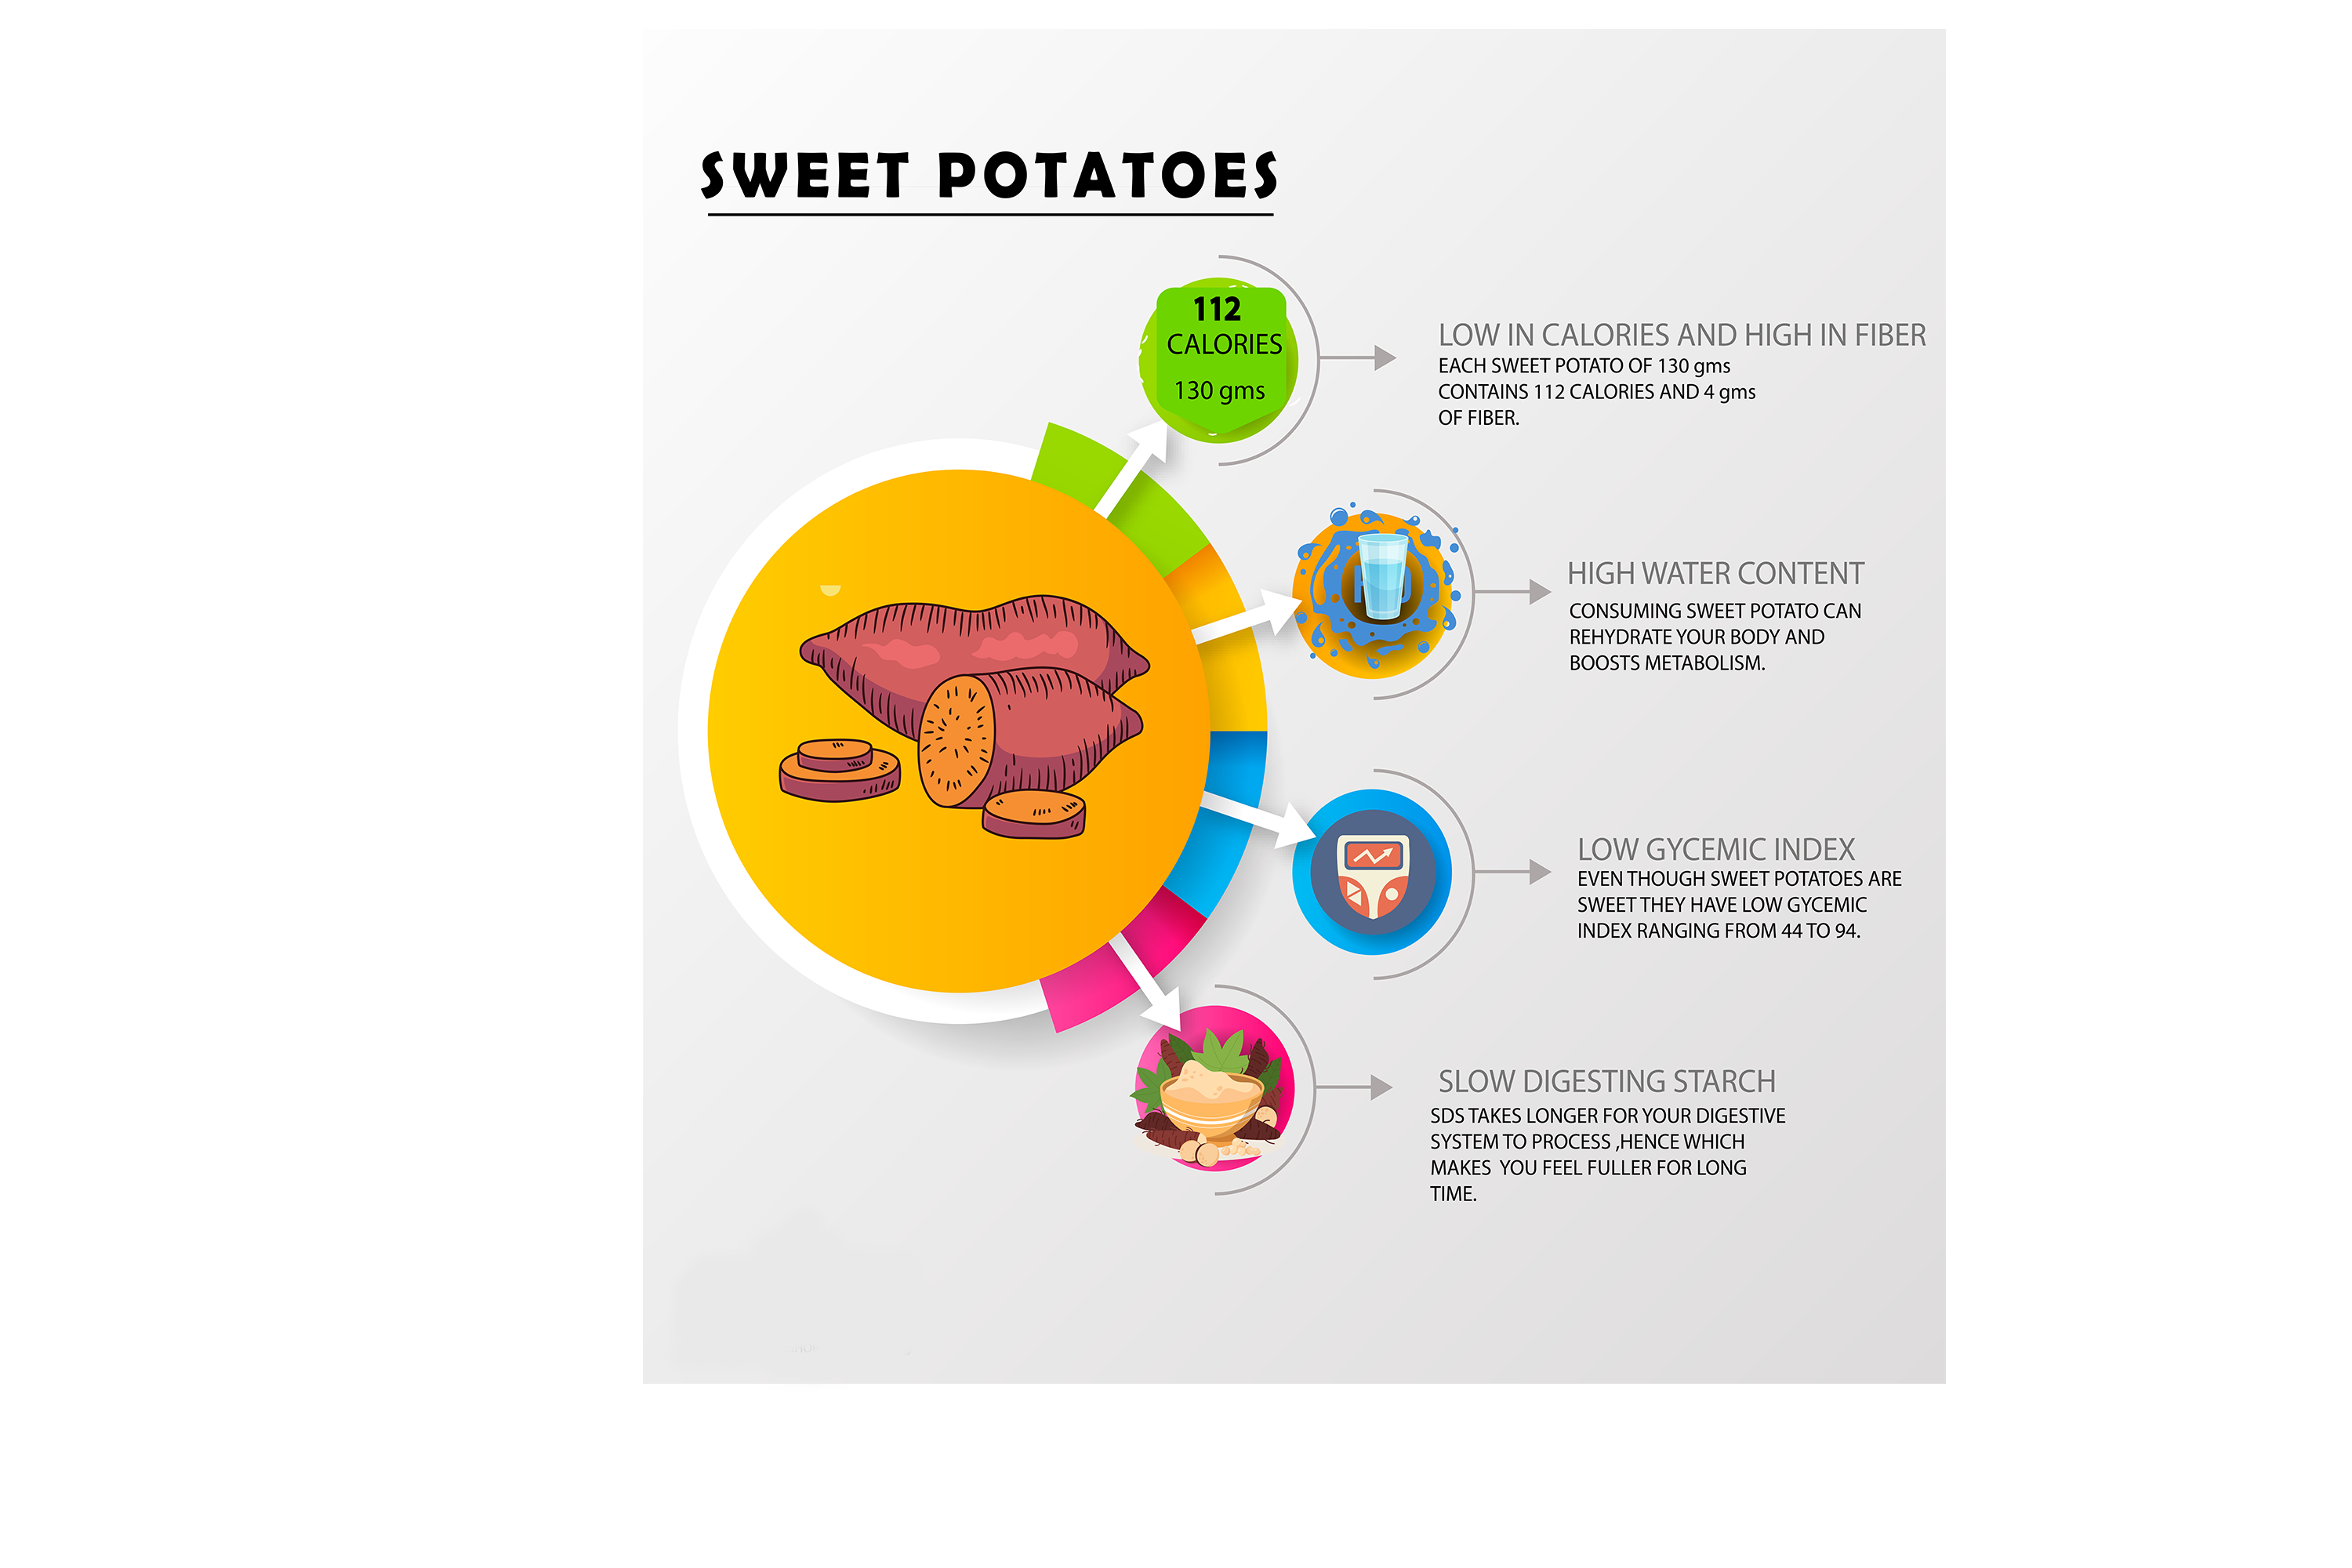 SWEET POTATOES
112
CALORIES
130 gms
LOW IN CALORIES AND HIGH IN FIBER
EACH SWEET POTATO OF 130 gms
CONTAINS 112 CALORIES AND 4 gms
OF FIBER.
HIGH WATER CONTENT
CONSUMING SWEET POTATO CAN
REHYDRATE YOUR BODY AND
BOOSTS METABOLISM.
LOW GYCEMIC INDEX
EVEN THOUGH SWEET POTATOES ARE
SWEET THEY HAVE LOW GYCEMIC
INDEX RANGING FROM 44 TO 94.
SLOW DIGESTING STARCH
SDS TAKES LONGER FOR YOUR DIGESTIVE
SYSTEM TO PROCESS ,HENCE WHICH
MAKES  YOU FEEL FULLER FOR LONG
TIME.